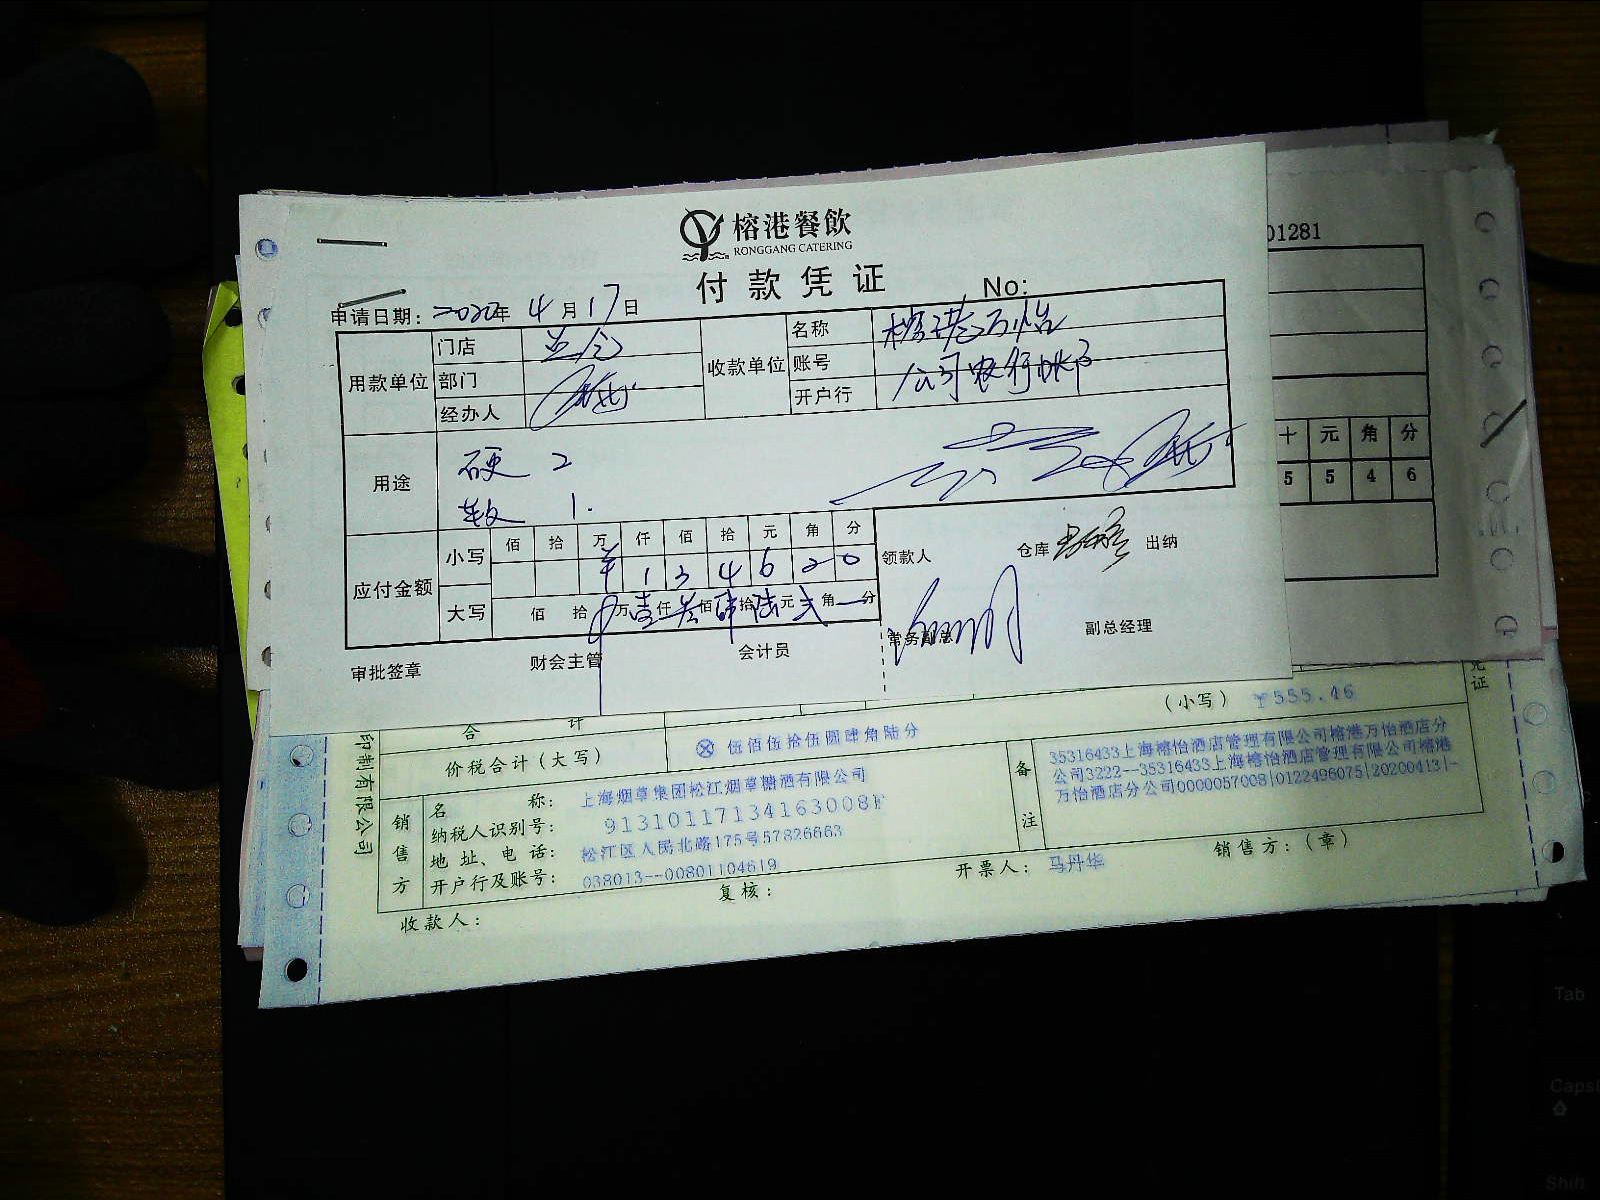 榕港餐飲
RONGGANG CATERING
付款凭证
No:
01281
申请日期: 2020年 4月17日
用款单位 门店 收款单位 名称 榕港万怡
部门 账号 公司农行帐户
经办人 开户行
用途 硬 2
软 1.
十 元 角 分
5 5 4 6
应付金额 小写 佰 拾 万 仟 佰 拾 元 角 分
¥ 1 3 4 6 2 0
大写 佰 拾 万 壹 仟 叁 佰 肆 拾 陆 元 贰 角 一 分
领款人 仓库 出纳
审批签章 财会主管 会计员 常务副总 副总经理
合 计 (小写) ¥555.46
价税合计(大写) ⊗ 伍佰伍拾伍圆肆角陆分
销售方
名 称: 上海烟草集团松江烟草糖酒有限公司
纳税人识别号: 91310117134163008F
地址、电话: 松江区人民北路175号57826663
开户行及账号: 038013--00801104619
备注
35316433上海榕怡酒店管理有限公司榕港万怡酒店分
公司3222--35316433上海榕怡酒店管理有限公司榕港
万怡酒店分公司0000057008|0122496075|20200413|-
收款人: 复核: 开票人: 马丹华 销售方:(章)
印制有限公司
证
Tab
Caps
Shift